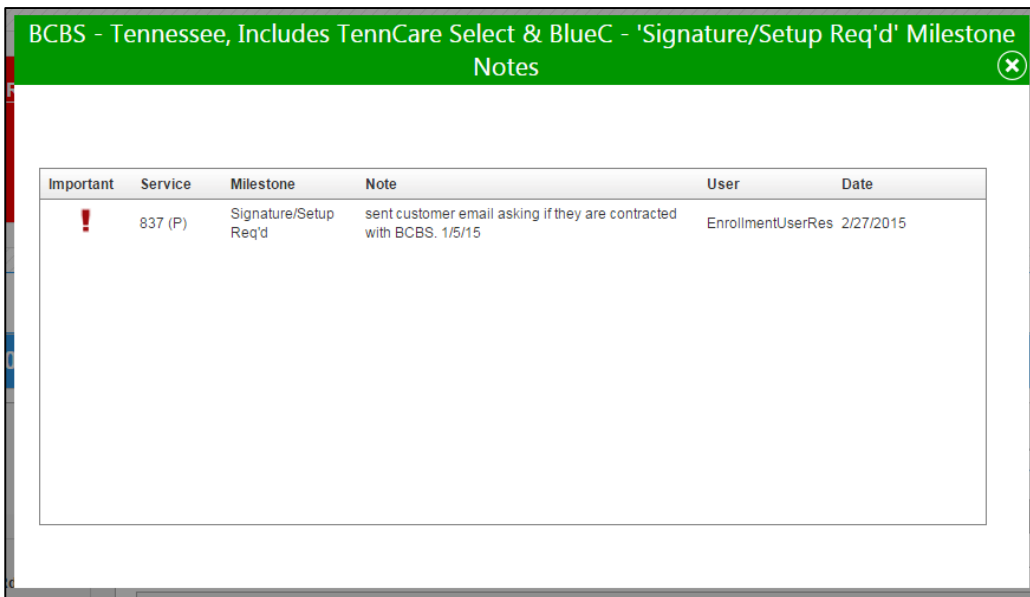 BCBS - Tennessee, Includes TennCare Select & BlueC - 'Signature/Setup Req'd' Milestone
Notes
Important Service Milestone Note User Date
837 (P) Signature/Setup sent customer email asking if they are contracted EnrollmentUserRes 2/27/2015
Req'd with BCBS. 1/5/15